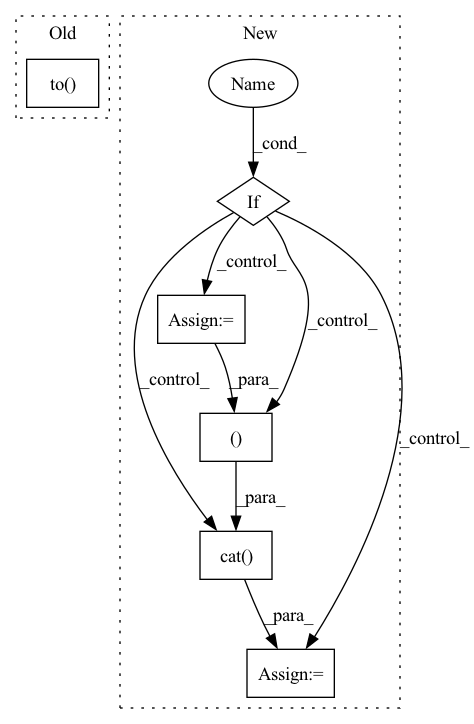 Old
New
to()
Name
_cond_
If
_control_
Assign:=
_control_
_control_
_para_
_control_
()
_para_
cat()
_para_
Assign:=